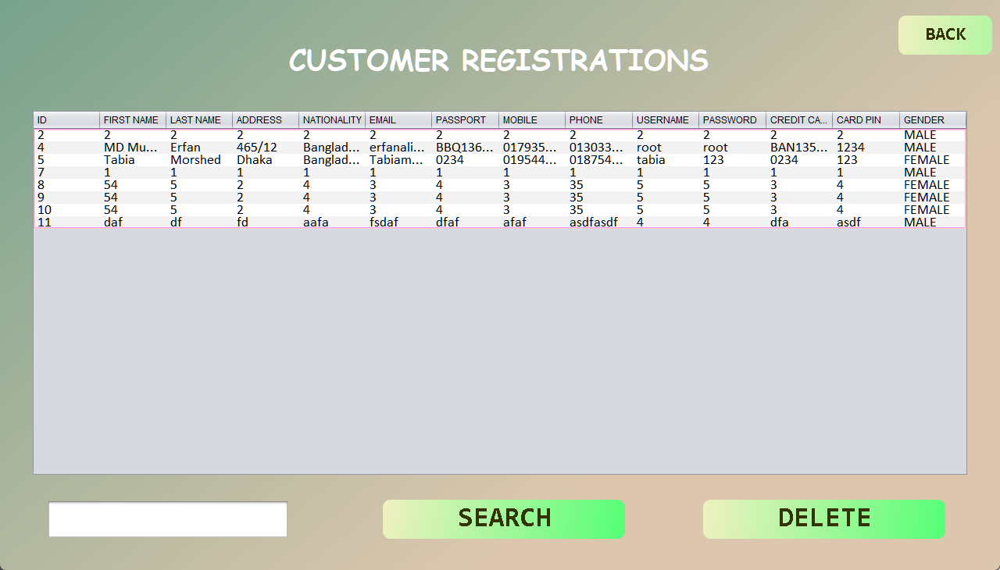 BACK
CUSTOMER REGISTRATIONS
ID FIRST NAME LAST NAME ADDRESS NATIONALITY EMAIL PASSPORT MOBILE PHONE USERNAME PASSWORD CREDIT CA... CARD PIN GENDER
2 2 2 2 2 2 2 2 2 2 2 2 2 MALE
4 MD Mu... Erfan 465/12 Banglad... erfanali... BBQ136... 017935... 013033... root root BAN135... 1234 MALE
5 Tabia Morshed Dhaka Banglad... Tabiam... 0234 019544... 018754... tabia 123 0234 123 FEMALE
7 1 1 1 1 1 1 1 1 1 1 1 1 MALE
8 54 5 2 4 3 4 3 35 5 5 3 4 FEMALE
9 54 5 2 4 3 4 3 35 5 5 3 4 FEMALE
10 54 5 2 4 3 4 3 35 5 5 3 4 FEMALE
11 daf df fd aafa fsdaf dfaf afaf asdfasdf 4 4 dfa asdf MALE
SEARCH DELETE